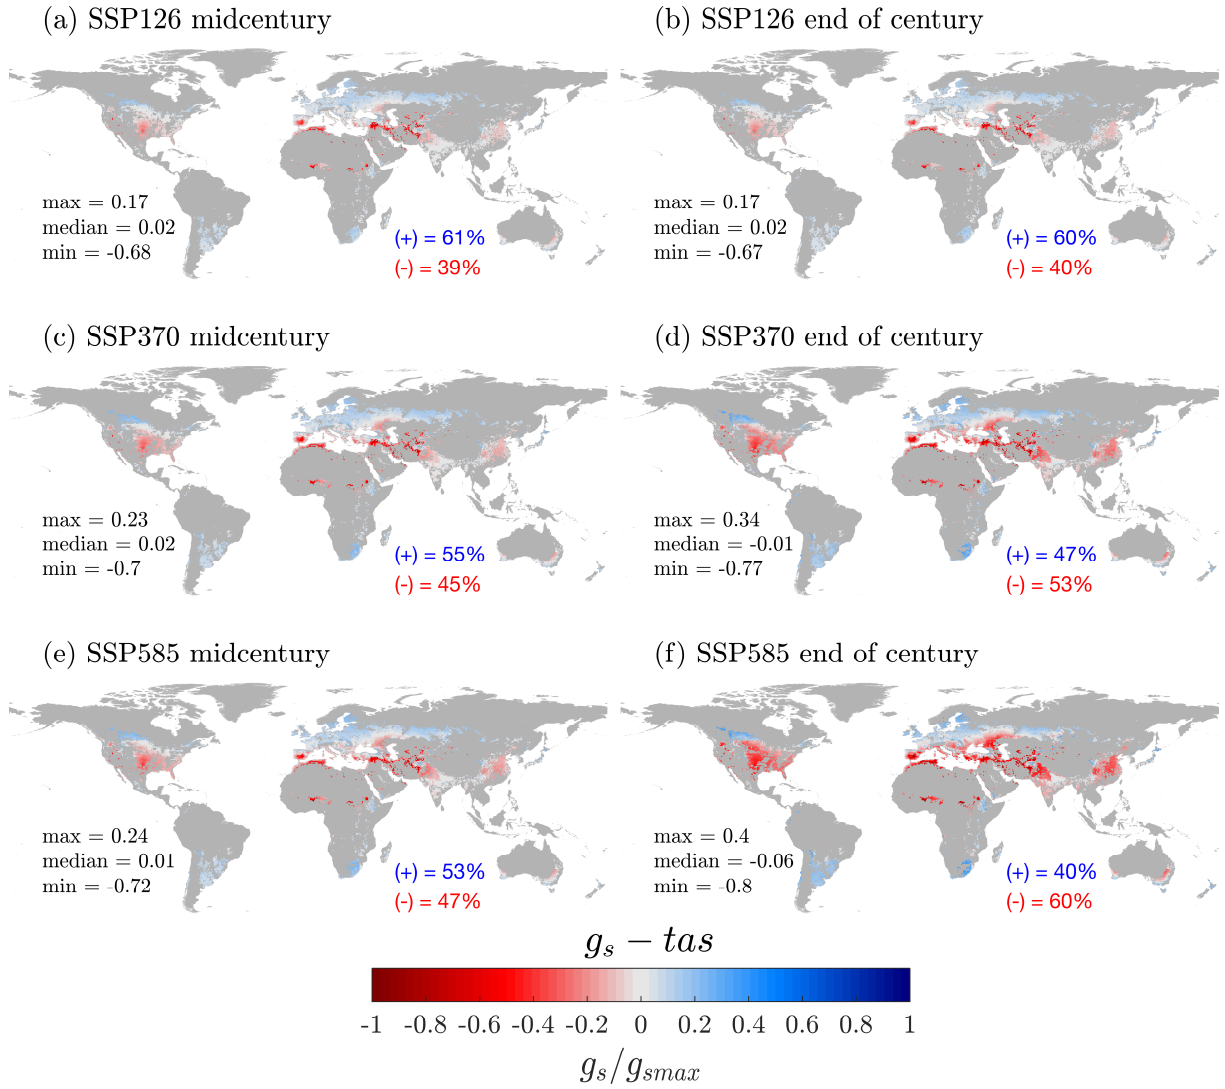 (a) SSP126 midcentury
(b) SSP126 end of century
max = 0.17
median = 0.02
min = -0.68
(+) = 61%
(-) = 39%
max = 0.17
median = 0.02
min = -0.67
(+) = 60%
(-) = 40%
(c) SSP370 midcentury
(d) SSP370 end of century
max = 0.23
median = 0.02
min = -0.7
(+) = 55%
(-) = 45%
max = 0.34
median = -0.01
min = -0.77
(+) = 47%
(-) = 53%
(e) SSP585 midcentury
(f) SSP585 end of century
max = 0.24
median = 0.01
min = -0.72
(+) = 53%
(-) = 47%
max = 0.4
median = -0.06
min = -0.8
(+) = 40%
(-) = 60%
g_s − tas
-1 -0.8 -0.6 -0.4 -0.2 0 0.2 0.4 0.6 0.8 1
g_s/g_smax